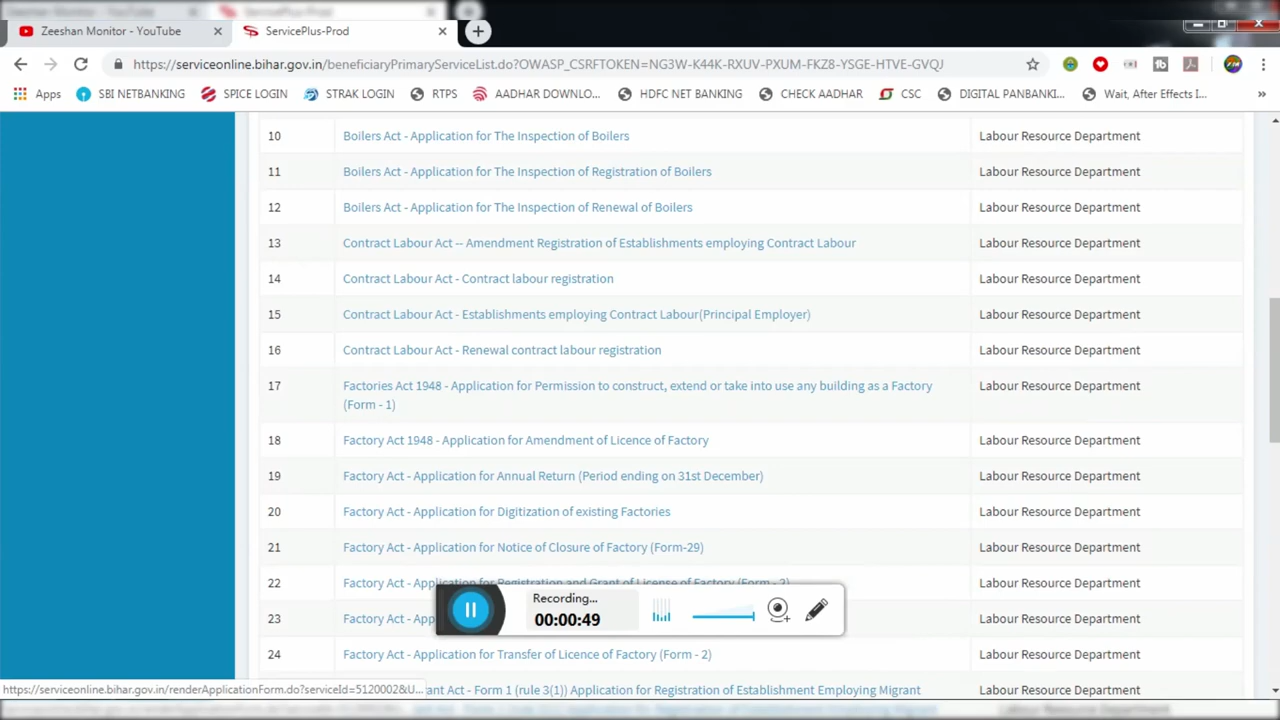 Zeeshan Monitor - YouTube
ServicePlus-Prod
https://serviceonline.bihar.gov.in/beneficiaryPrimaryServiceList.do?OWASP_CSRFTOKEN=NG3W-K44K-RXUV-PXUM-FKZ8-YSGE-HTVE-GVQJ
Apps SBI NETBANKING SPICE LOGIN STRAK LOGIN RTPS AADHAR DOWNLO... HDFC NET BANKING CHECK AADHAR CSC DIGITAL PANBANKI... Wait, After Effects I... »
10 Boilers Act - Application for The Inspection of Boilers Labour Resource Department
11 Boilers Act - Application for The Inspection of Registration of Boilers Labour Resource Department
12 Boilers Act - Application for The Inspection of Renewal of Boilers Labour Resource Department
13 Contract Labour Act -- Amendment Registration of Establishments employing Contract Labour Labour Resource Department
14 Contract Labour Act - Contract labour registration Labour Resource Department
15 Contract Labour Act - Establishments employing Contract Labour(Principal Employer) Labour Resource Department
16 Contract Labour Act - Renewal contract labour registration Labour Resource Department
17 Factories Act 1948 - Application for Permission to construct, extend or take into use any building as a Factory Labour Resource Department
(Form - 1)
18 Factory Act 1948 - Application for Amendment of Licence of Factory Labour Resource Department
19 Factory Act - Application for Annual Return (Period ending on 31st December) Labour Resource Department
20 Factory Act - Application for Digitization of existing Factories Labour Resource Department
21 Factory Act - Application for Notice of Closure of Factory (Form-29) Labour Resource Department
22 Factory Act - Application for Registration and Grant of License of Factory (Form - 2) Labour Resource Department
Recording...
00:00:49
23 Factory Act - Labour Resource Department
24 Factory Act - Application for Transfer of Licence of Factory (Form - 2) Labour Resource Department
https://serviceonline.bihar.gov.in/renderApplicationForm.do?serviceId=5120002&U...
Act - Form 1 (rule 3(1)) Application for Registration of Establishment Employing Migrant Labour Resource Department